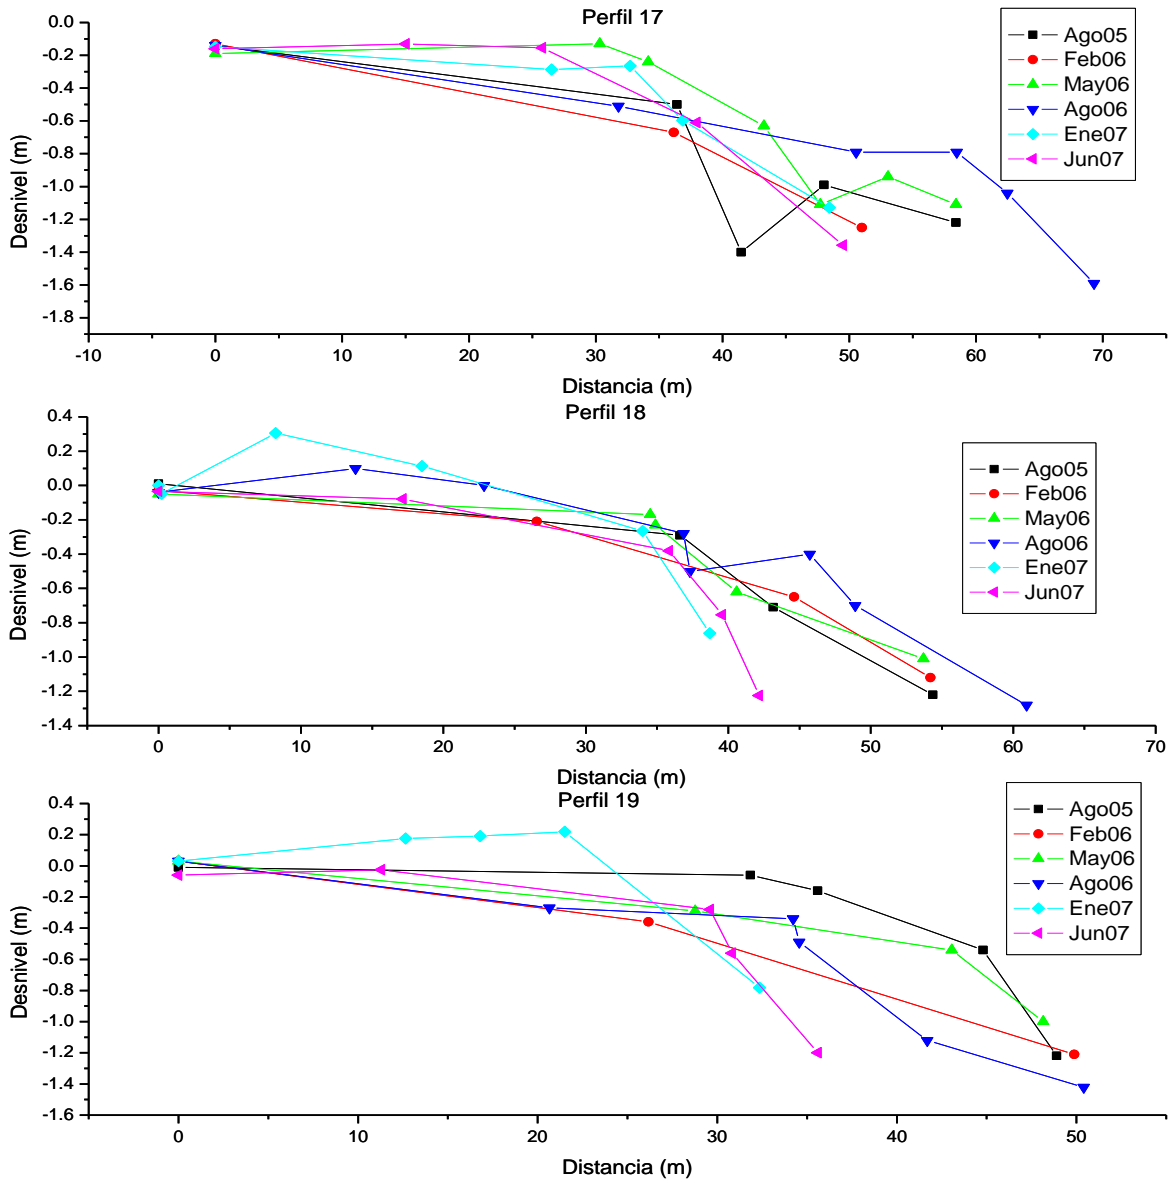 Perfil 17
0.0
-0.2
-0.4
-0.6
-0.8
-1.0
-1.2
-1.4
-1.6
-1.8
Desnivel (m)
-10
0
10
20
30
40
50
60
70
Distancia (m)
Ago05
Feb06
May06
Ago06
Ene07
Jun07
Perfil 18
0.4
0.2
0.0
-0.2
-0.4
-0.6
-0.8
-1.0
-1.2
-1.4
Desnivel (m)
0
10
20
30
40
50
60
70
Distancia (m)
Ago05
Feb06
May06
Ago06
Ene07
Jun07
Perfil 19
0.4
0.2
0.0
-0.2
-0.4
-0.6
-0.8
-1.0
-1.2
-1.4
-1.6
Desnivel (m)
0
20
30
40
50
Distancia (m)
Ago05
Feb06
May06
Ago06
Ene07
Jun07